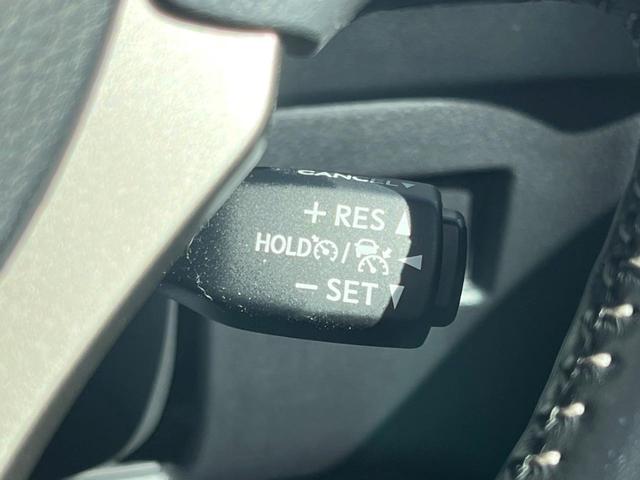 CANCEL
+ RES
HOLD /
- SET